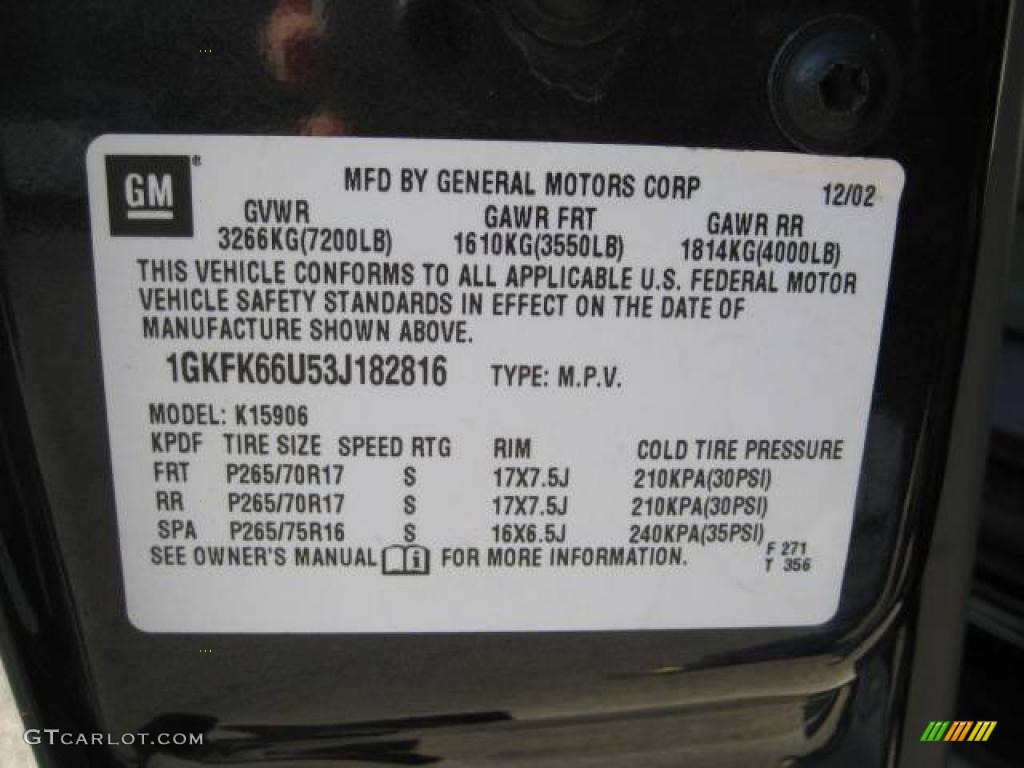 GM®
MFD BY GENERAL MOTORS CORP 12/02
GVWR GAWR FRT GAWR RR
3266KG(7200LB) 1610KG(3550LB) 1814KG(4000LB)
THIS VEHICLE CONFORMS TO ALL APPLICABLE U.S. FEDERAL MOTOR
VEHICLE SAFETY STANDARDS IN EFFECT ON THE DATE OF
MANUFACTURE SHOWN ABOVE.
1GKFK66U53J182816 TYPE: M.P.V.
MODEL: K15906
KPDF TIRE SIZE SPEED RTG RIM COLD TIRE PRESSURE
FRT P265/70R17 S 17X7.5J 210KPA(30PSI)
RR P265/70R17 S 17X7.5J 210KPA(30PSI)
SPA P265/75R16 S 16X6.5J 240KPA(35PSI)
SEE OWNER'S MANUAL i FOR MORE INFORMATION.
F 271
T 356
GTCARLOT.COM